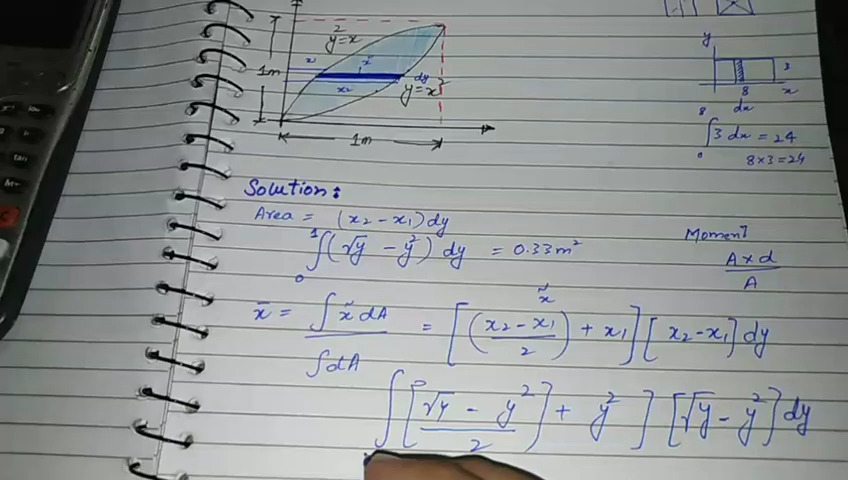 y² = x
x₁
x̃
1m
x₂
dy
y = x²
1m
y
3
8
x
dx
∫₀⁸ 3 dx = 24
8×3 = 24
Solution:
Area = (x₂ - x₁) dy
∫₀¹ (√y - y²) dy = 0.33 m²
Moment
A x d
A
x̄ = ∫ x̃ dA / ∫ dA = [((x₂ - x₁) / 2) + x₁] [x₂ - x₁] dy
x̃
∫ [[(√y - y²) / 2] + y²] [√y - y²] dy